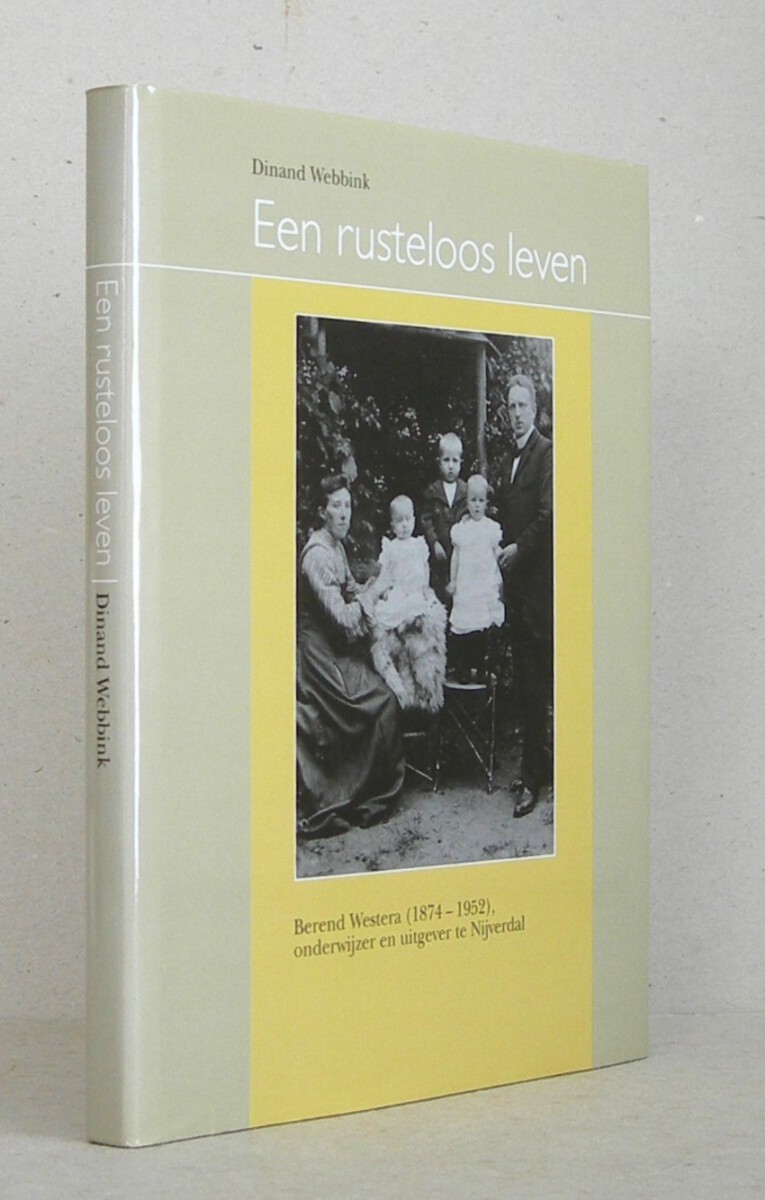 Dinand Webbink
Een rusteloos leven
Berend Westera (1874 – 1952),
onderwijzer en uitgever te Nijverdal
Een rusteloos leven | Dinand Webbink